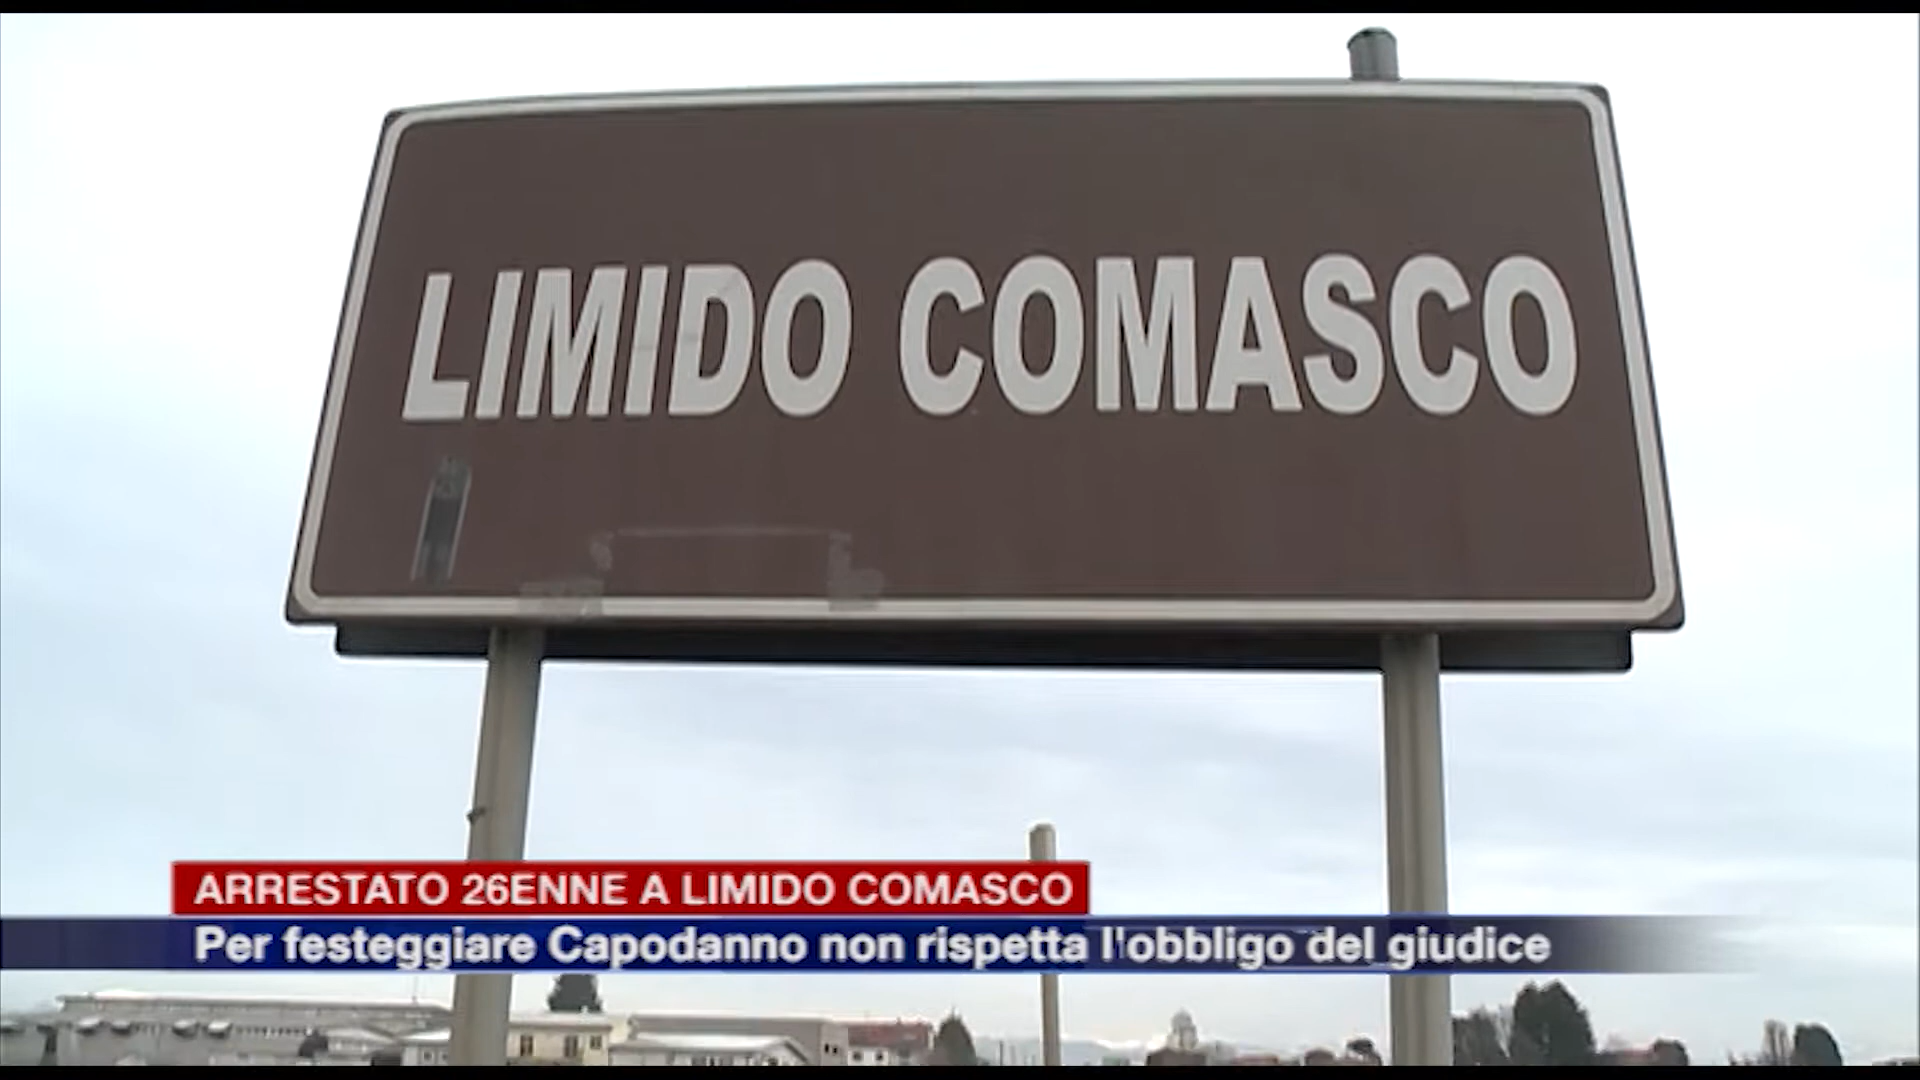 LIMIDO COMASCO
ARRESTATO 26ENNE A LIMIDO COMASCO
Per festeggiare Capodanno non rispetta l'obbligo del giudice